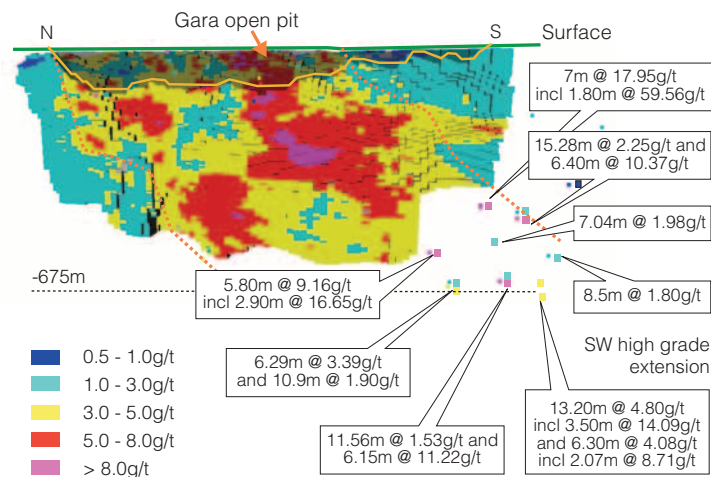 Gara open pit
N
S
Surface
7m @ 17.95g/t
incl 1.80m @ 59.56g/t
15.28m @ 2.25g/t and
6.40m @ 10.37g/t
7.04m @ 1.98g/t
-675m
5.80m @ 9.16g/t
incl 2.90m @ 16.65g/t
8.5m @ 1.80g/t
SW high grade
extension
6.29m @ 3.39g/t
and 10.9m @ 1.90g/t
11.56m @ 1.53g/t and
6.15m @ 11.22g/t
13.20m @ 4.80g/t
incl 3.50m @ 14.09g/t
and 6.30m @ 4.08g/t
incl 2.07m @ 8.71g/t
0.5 - 1.0g/t
1.0 - 3.0g/t
3.0 - 5.0g/t
5.0 - 8.0g/t
> 8.0g/t